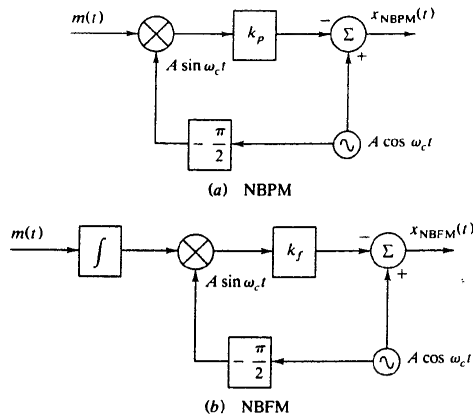 m(t)
k_p
−
Σ
x_NBPM(t)
+
A sin ω_c t
− π/2
A cos ω_c t
(a) NBPM
m(t)
∫
k_f
−
Σ
x_NBFM(t)
+
A sin ω_c t
− π/2
A cos ω_c t
(b) NBFM